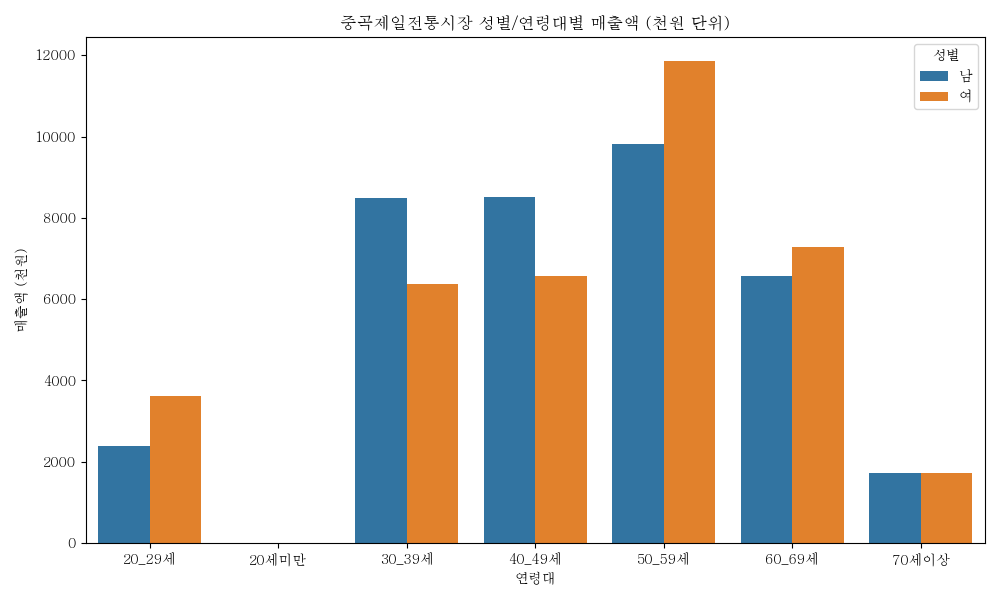 중곡제일전통시장 성별/연령대별 매출액 (천원 단위)
성별
남
여
매출액 (천원)
12000
10000
8000
6000
4000
2000
0
20_29세 20세미만 30_39세 40_49세 50_59세 60_69세 70세이상
연령대